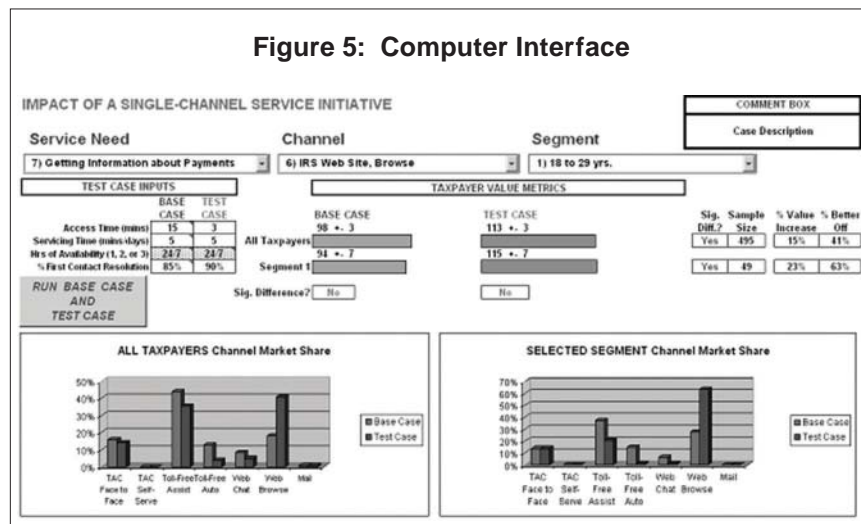 Figure 5: Computer Interface
IMPACT OF A SINGLE-CHANNEL SERVICE INITIATIVE
COMMENT BOX
Case Description
Service Need Channel Segment
7) Getting Information about Payments 6) IRS Web Site, Browse 1) 18 to 29 yrs.
TEST CASE INPUTS TAXPAYER VALUE METRICS
BASE CASE TEST CASE
Access Time (mins) 15 3
Servicing Time (mins/days) 5 5
Hrs of Availability (1, 2, or 3) 24-7 24-7
% First Contact Resolution 85% 90%
BASE CASE TEST CASE
98 +- 3 113 +- 3
All Taxpayers
94 +- 7 115 +- 7
Segment 1
Sig. Difference? No No
Sig. Diff.? Sample Size % Value Increase % Better Off
Yes 495 15% 41%
Yes 49 23% 63%
RUN BASE CASE
AND
TEST CASE
ALL TAXPAYERS Channel Market Share
50%
40%
30%
20%
10%
0%
TAC Face to Face TAC Self-Serve Toll-Free Assist Toll-Free Auto Web Chat Web Browse Mail
Base Case
Test Case
SELECTED SEGMENT Channel Market Share
70%
60%
50%
40%
30%
20%
10%
0%
TAC Face to Face TAC Self-Serve Toll-Free Assist Toll-Free Auto Web Chat Web Browse Mail
Base Case
Test Case